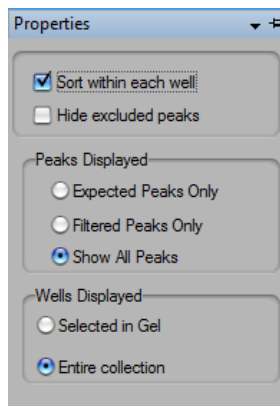 Properties
Sort within each well
Hide excluded peaks
Peaks Displayed
Expected Peaks Only
Filtered Peaks Only
Show All Peaks
Wells Displayed
Selected in Gel
Entire collection